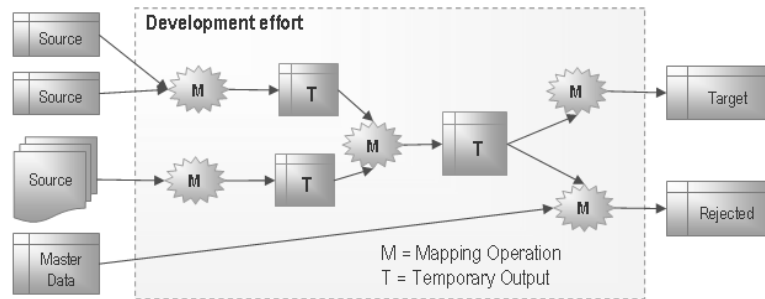 Development effort
Source
Source
Source
Master
Data
M
T
M
T
M
T
M
M
Target
Rejected
M = Mapping Operation
T = Temporary Output